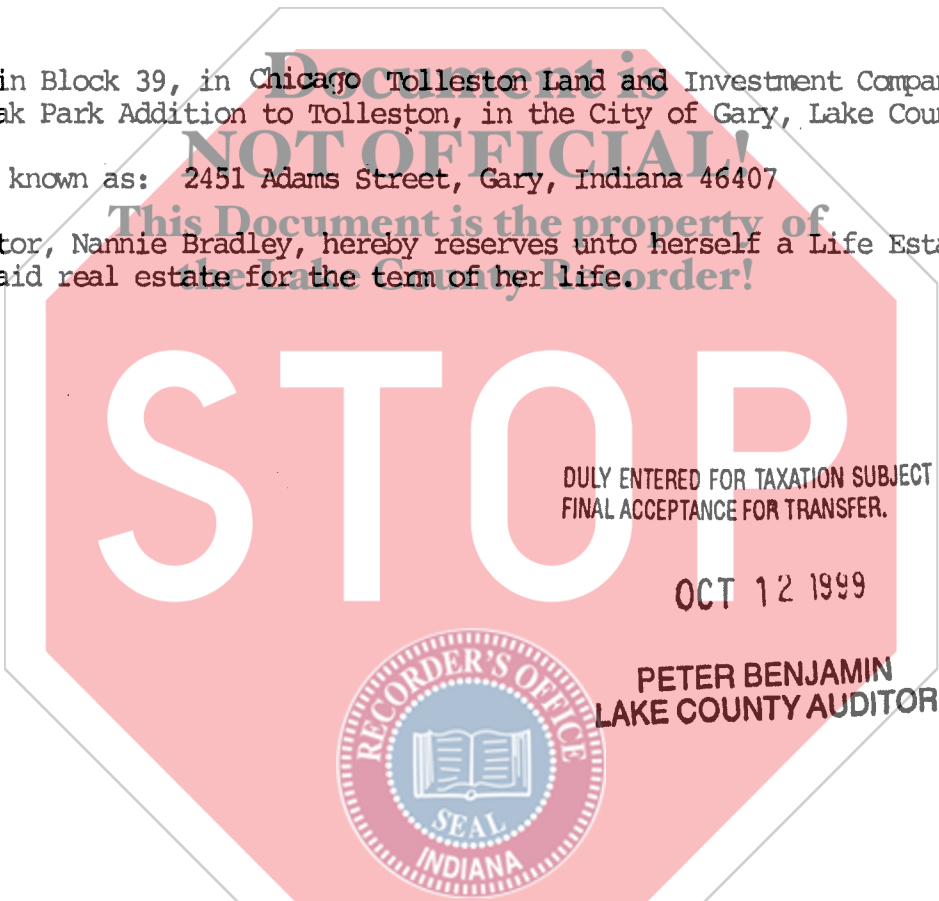 Document is
in Block 39, in Chicago Tolleston Land and Investment Compa
ak Park Addition to Tolleston, in the City of Gary, Lake Cou
NOT OFFICIAL!
known as: 2451 Adams Street, Gary, Indiana 46407
This Document is the property of
tor, Nannie Bradley, hereby reserves unto herself a Life Esta
aid real estate for the term of her life.
the Lake County Recorder!
STOP
DULY ENTERED FOR TAXATION SUBJECT
FINAL ACCEPTANCE FOR TRANSFER.
OCT 12 1999
PETER BENJAMIN
LAKE COUNTY AUDITOR
RECORDER'S OFFICE
SEAL
INDIANA